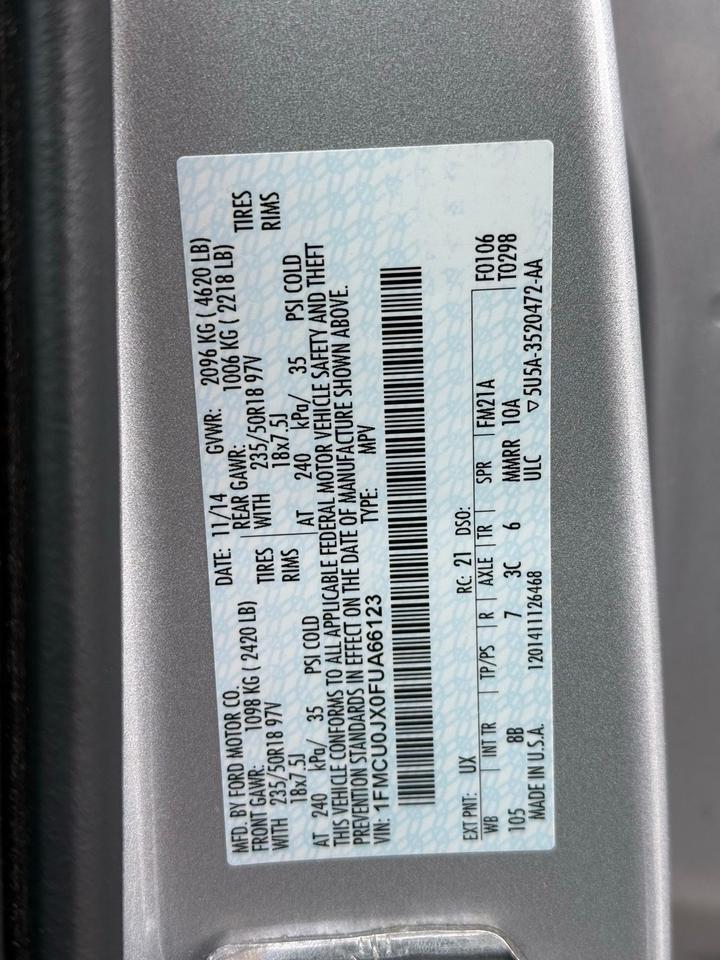 MFD. BY FORD MOTOR CO.
DATE: 11/14 GVWR: 2096 KG ( 4620 LB)
FRONT GAWR: 1098 KG ( 2420 LB) REAR GAWR: 1006 KG ( 2218 LB)
WITH 235/50R18 97V TIRES WITH 235/50R18 97V TIRES
18x7.5J RIMS 18x7.5J RIMS
AT 240 kPa/ 35 PSI COLD AT 240 kPa/ 35 PSI COLD
THIS VEHICLE CONFORMS TO ALL APPLICABLE FEDERAL MOTOR VEHICLE SAFETY AND THEFT
PREVENTION STANDARDS IN EFFECT ON THE DATE OF MANUFACTURE SHOWN ABOVE.
VIN: 1FMCU0JX0FUA66123 TYPE: MPV
EXT PNT: UX RC: 21 DSO: F0106
WB INT TR TP/PS R AXLE TR SPR FM21A T0298
105 8B 7 3C 6 MMRR 10A
MADE IN U.S.A. 1201411126468 ULC ▽5U5A-3520472-AA